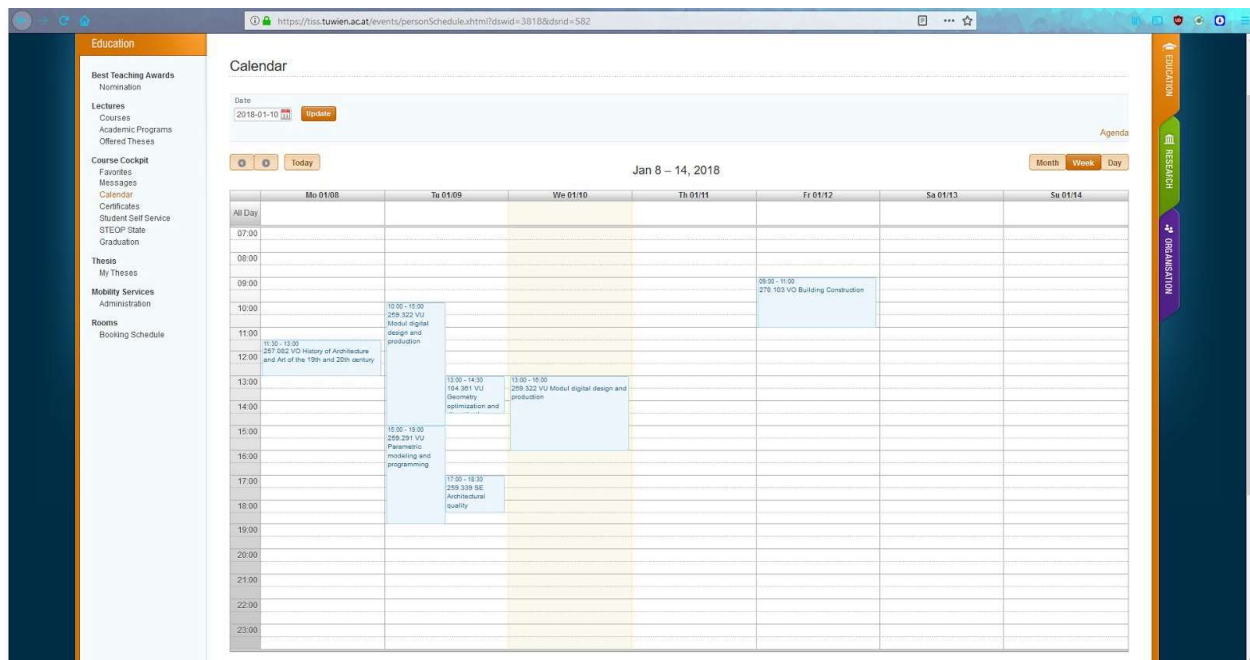 https://tiss.tuwien.ac.at/events/personSchedule.xhtml?dswid=3818&dsrid=582
Education
Best Teaching Awards
Nomination
Lectures
Courses
Academic Programs
Offered Theses
Course Cockpit
Favorites
Messages
Calendar
Certificates
Student Self Service
STEOP State
Graduation
Thesis
My Theses
Mobility Services
Administration
Rooms
Booking Schedule
Calendar
Date
2018-01-10
Update
Agenda
Today
Jan 8 – 14, 2018
Month Week Day
Mo 01/08 Tu 01/09 We 01/10 Th 01/11 Fr 01/12 Sa 01/13 Su 01/14
All Day
07:00
08:00
09:00
10:00
11:00
12:00
13:00
14:00
15:00
16:00
17:00
18:00
19:00
20:00
21:00
22:00
23:00
11:30 - 13:00
257.082 VO History of Architecture
and Art of the 19th and 20th century
10:00 - 15:00
259.322 VU
Modul digital
design and
production
13:00 - 14:30
104.361 VU
Geometry
optimization and
15:00 - 19:00
259.291 VU
Parametric
modeling and
programming
17:00 - 18:30
259.339 SE
Architectural
quality
13:00 - 16:00
259.322 VU Modul digital design and
production
09:00 - 11:00
270.103 VO Building Construction
EDUCATION
RESEARCH
ORGANISATION